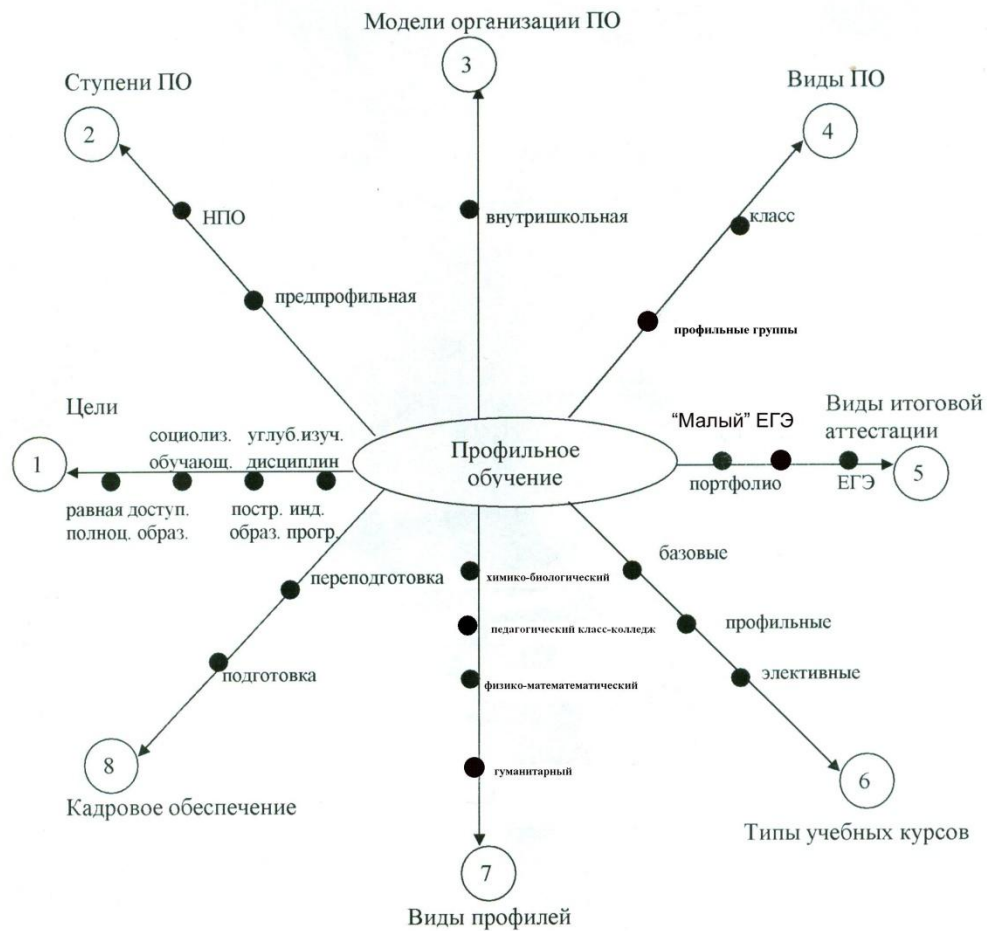 Модели организации ПО
3
Ступени ПО
2
Виды ПО
4
НПО
внутришкольная
класс
предпрофильная
профильные группы
Цели
1
социолиз.
обучающ.
углуб.изуч.
дисциплин
равная доступ.
полноц. образ.
постр. инд.
образ. прогр.
Профильное
обучение
“Малый” ЕГЭ
портфолио
ЕГЭ
Виды итоговой
аттестации
5
переподготовка
подготовка
8
Кадровое обеспечение
химико-биологический
педагогический класс-колледж
физико-математематический
гуманитарный
7
Виды профилей
базовые
профильные
элективные
6
Типы учебных курсов